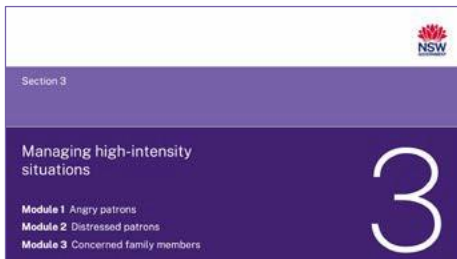 NSW
GOVERNMENT
Section 3
Managing high-intensity
situations
3
Module 1 Angry patrons
Module 2 Distressed patrons
Module 3 Concerned family members